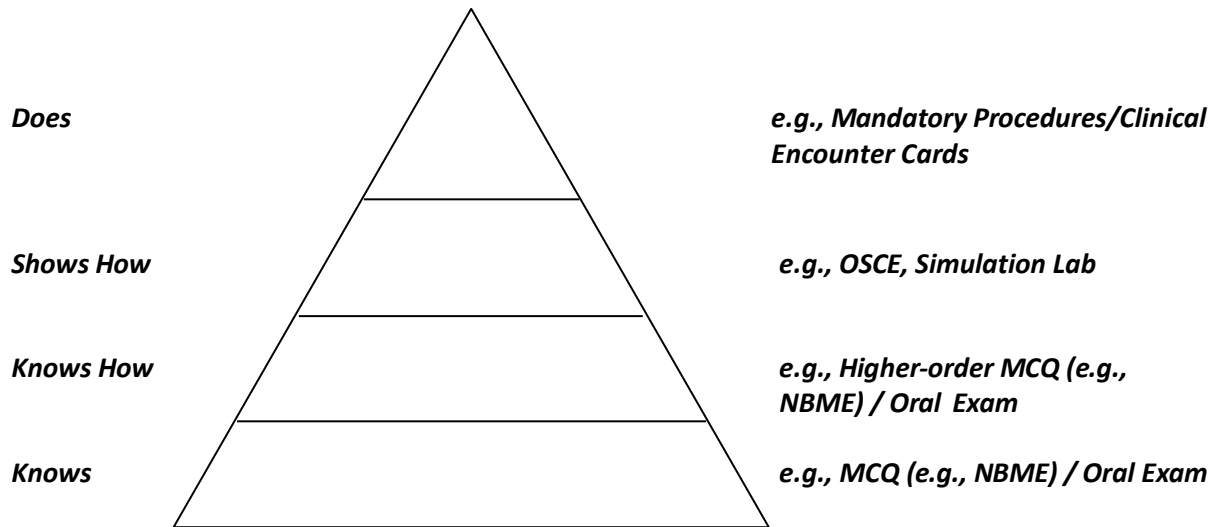 Does
e.g., Mandatory Procedures/Clinical
Encounter Cards
Shows How
e.g., OSCE, Simulation Lab
Knows How
e.g., Higher-order MCQ (e.g.,
NBME) / Oral Exam
Knows
e.g., MCQ (e.g., NBME) / Oral Exam